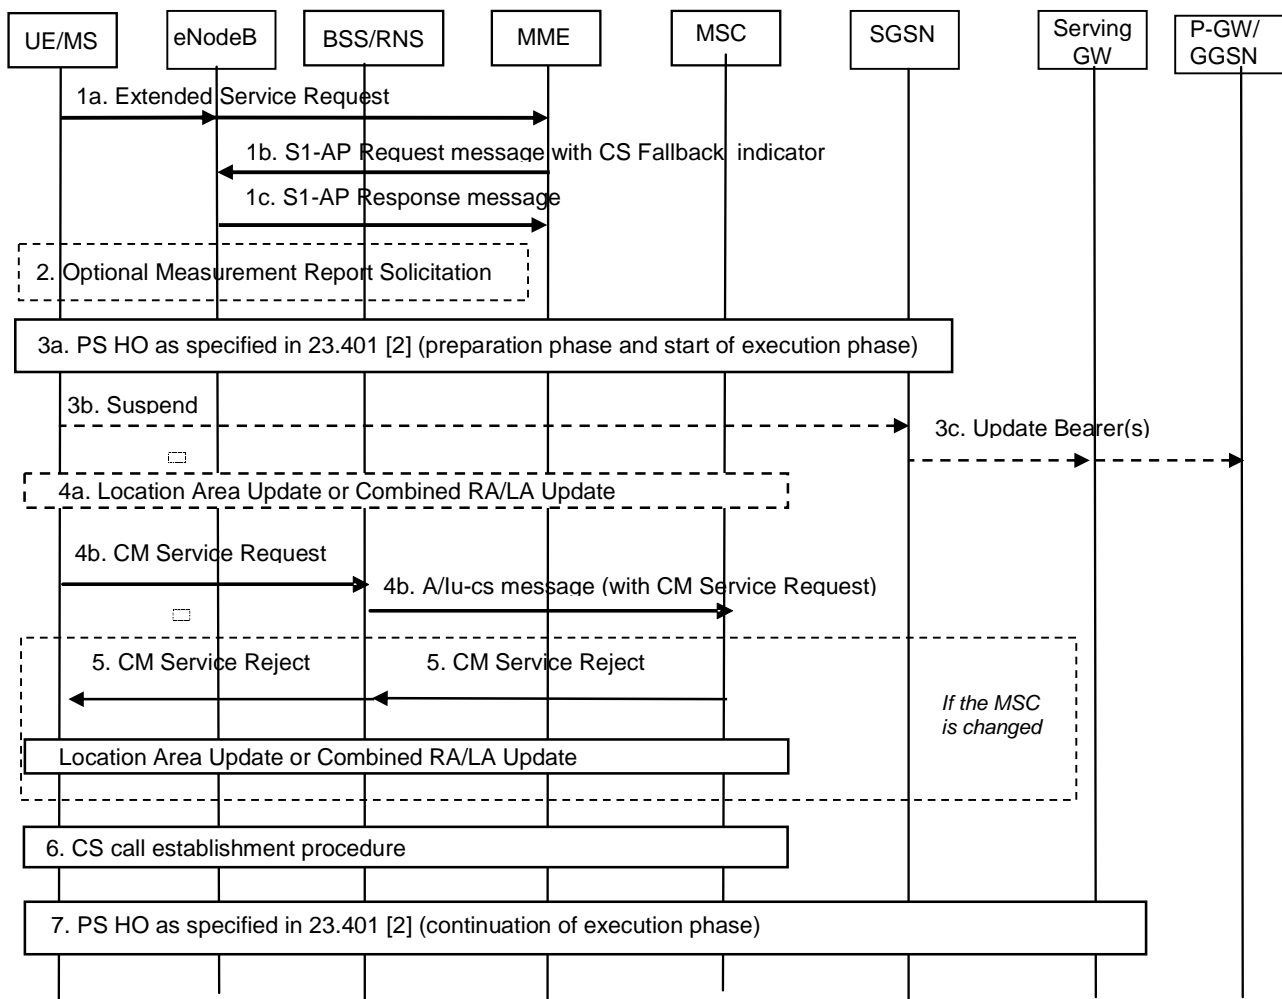 UE/MS
eNodeB
BSS/RNS
MME
MSC
SGSN
Serving
GW
P-GW/
GGSN
1a. Extended Service Request
1b. S1-AP Request message with CS Fallback indicator
1c. S1-AP Response message
2. Optional Measurement Report Solicitation
3a. PS HO as specified in 23.401 [2] (preparation phase and start of execution phase)
3b. Suspend
3c. Update Bearer(s)
4a. Location Area Update or Combined RA/LA Update
4b. CM Service Request
4b. A/Iu-cs message (with CM Service Request)
5. CM Service Reject
5. CM Service Reject
If the MSC
is changed
Location Area Update or Combined RA/LA Update
6. CS call establishment procedure
7. PS HO as specified in 23.401 [2] (continuation of execution phase)